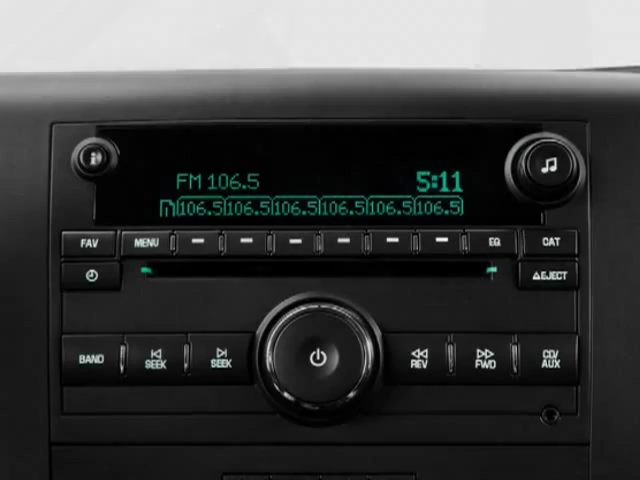 FM 106.5 5:11
106.5 106.5 106.5 106.5 106.5 106.5
FAV MENU EQ CAT
EJECT
BAND SEEK SEEK REV FWD CD/AUX